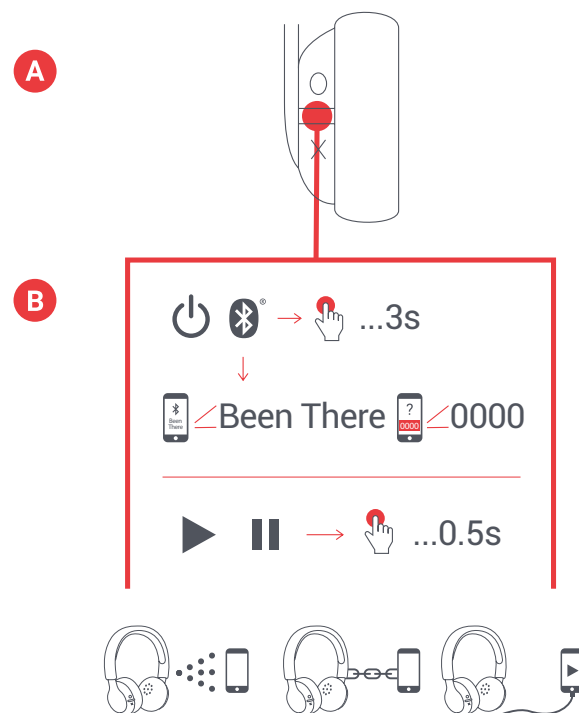 A
X
B
® ...3s
Been There
Been There ? 0000 0000
...0.5s